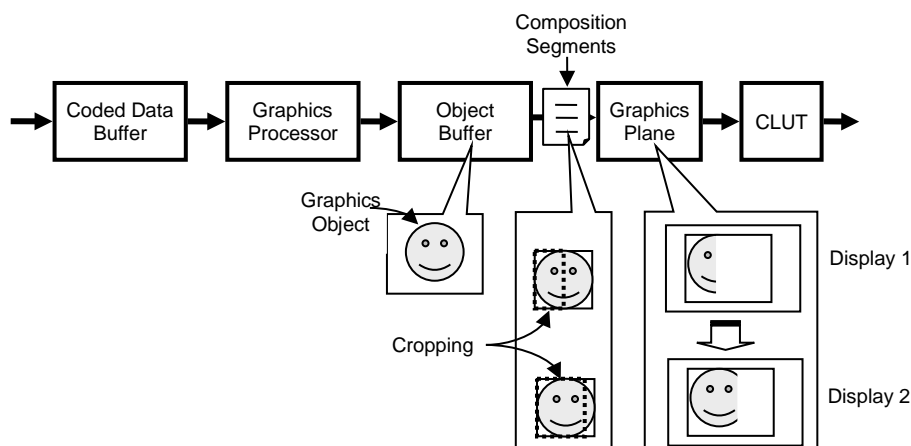 Composition
Segments
Coded Data
Buffer
Graphics
Processor
Object
Buffer
Graphics
Plane
CLUT
Graphics
Object
Display 1
Cropping
Display 2